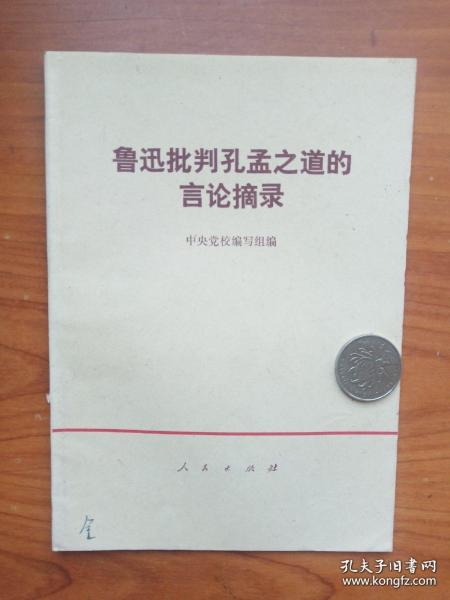 鲁迅批判孔孟之道的
言论摘录
中央党校编写组编
人民出版社
孔夫子旧书网
www.kongfz.com